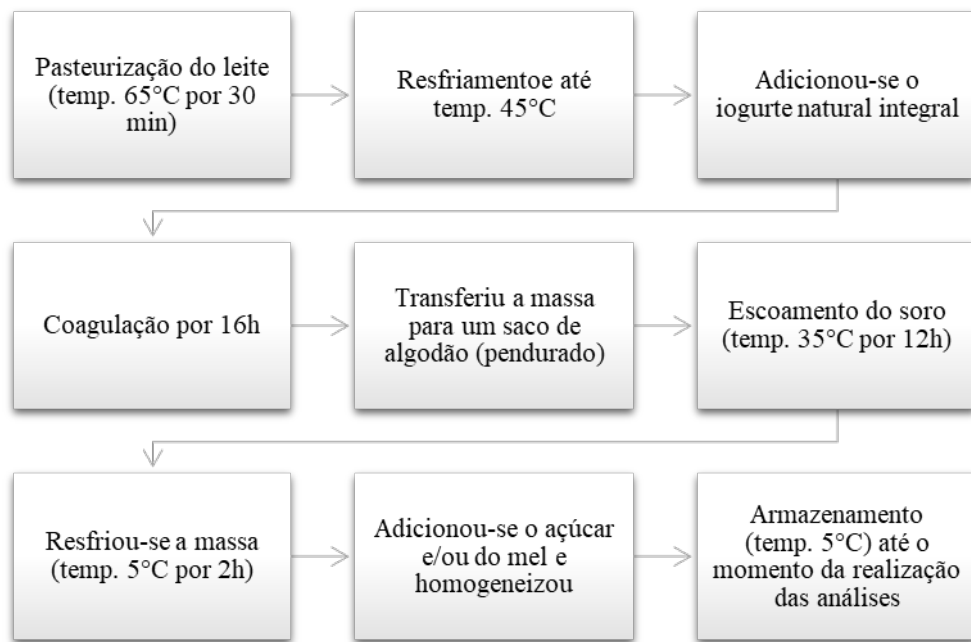 Pasteurização do leite
(temp. 65°C por 30
min)
Resfriamentoe até
temp. 45°C
Adicionou-se o
iogurte natural integral
Coagulação por 16h
Transferiu a massa
para um saco de
algodão (pendurado)
Escoamento do soro
(temp. 35°C por 12h)
Resfriou-se a massa
(temp. 5°C por 2h)
Adicionou-se o açúcar
e/ou do mel e
homogeneizou
Armazenamento
(temp. 5°C) até o
momento da realização
das análises